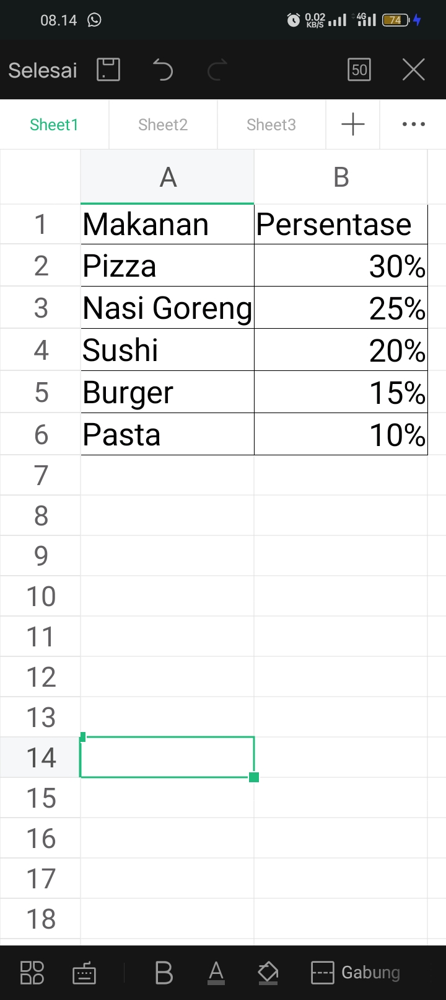 08.14 0.02 KB/S 4G 74
Selesai 50
Sheet1 Sheet2 Sheet3
A B
1 Makanan Persentase
2 Pizza 30%
3 Nasi Goreng 25%
4 Sushi 20%
5 Burger 15%
6 Pasta 10%
7
8
9
10
11
12
13
14
15
16
17
18
B A Gabung